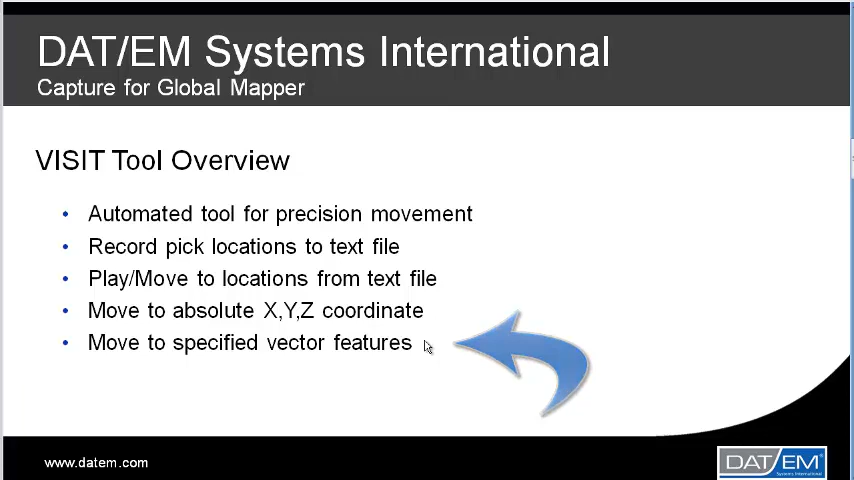 DAT/EM Systems International
Capture for Global Mapper
VISIT Tool Overview
• Automated tool for precision movement
• Record pick locations to text file
• Play/Move to locations from text file
• Move to absolute X,Y,Z coordinate
• Move to specified vector features
www.datem.com
DAT/EM
Systems International